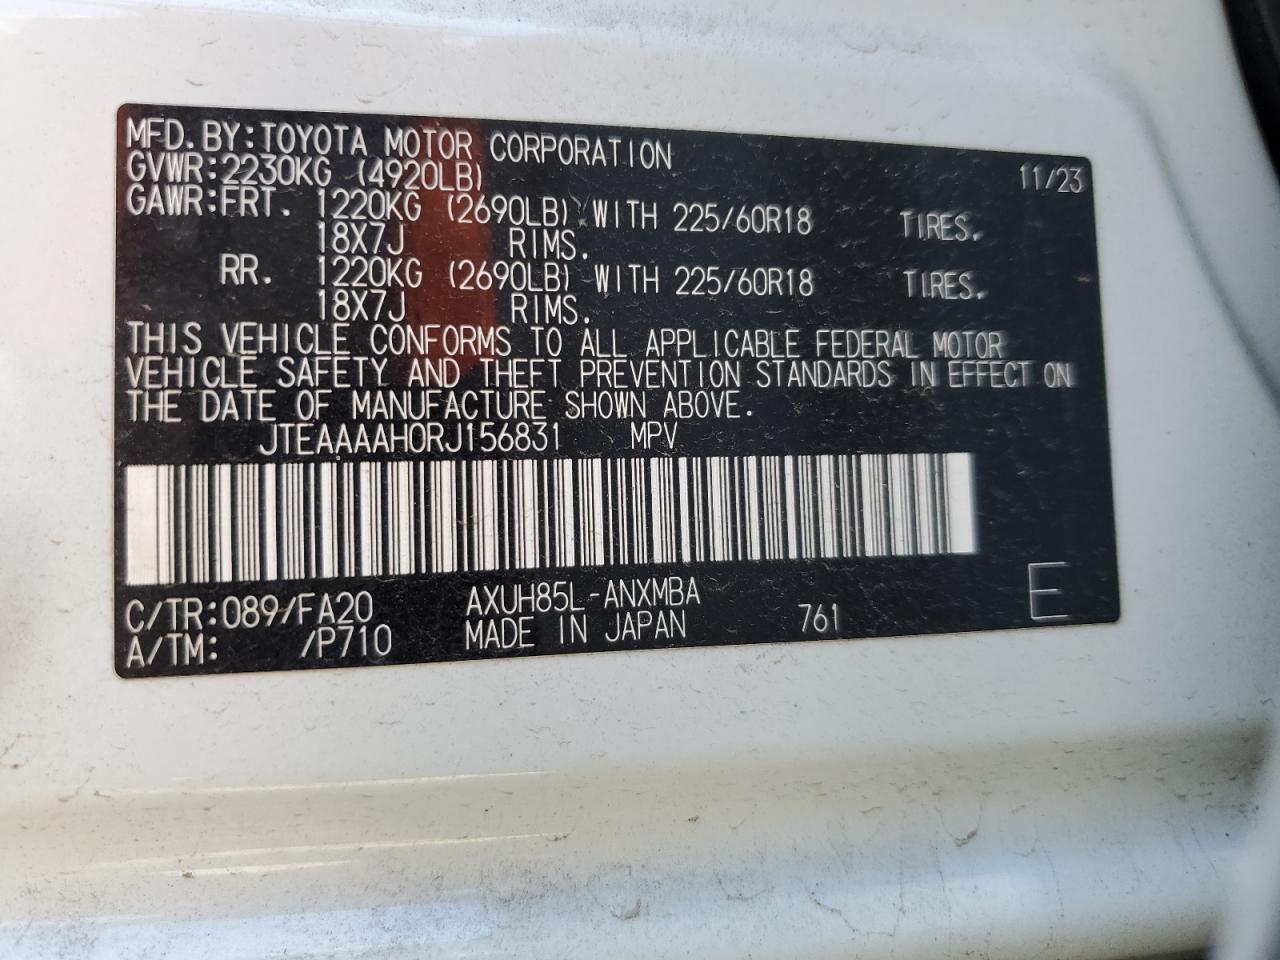 MFD.BY:TOYOTA MOTOR CORPORATION 11/23
GVWR:2230KG (4920LB)
GAWR:FRT. 1220KG (2690LB) WITH 225/60R18 TIRES.
18X7J RIMS.
RR. 1220KG (2690LB) WITH 225/60R18 TIRES.
18X7J RIMS.
THIS VEHICLE CONFORMS TO ALL APPLICABLE FEDERAL MOTOR
VEHICLE SAFETY AND THEFT PREVENTION STANDARDS IN EFFECT ON
THE DATE OF MANUFACTURE SHOWN ABOVE.
JTEAAAAH0RJ156831 MPV
C/TR:089/FA20 AXUH85L-ANXMBA
A/TM: /P710 MADE IN JAPAN 761 E